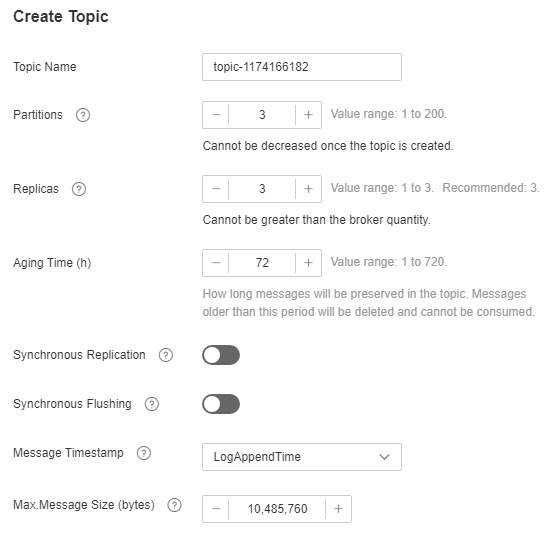 Create Topic
Topic Name topic-1174166182
Partitions ? − 3 + Value range: 1 to 200.
Cannot be decreased once the topic is created.
Replicas ? − 3 + Value range: 1 to 3. Recommended: 3.
Cannot be greater than the broker quantity.
Aging Time (h) − 72 + Value range: 1 to 720.
How long messages will be preserved in the topic. Messages
older than this period will be deleted and cannot be consumed.
Synchronous Replication ?
Synchronous Flushing ?
Message Timestamp ? LogAppendTime
Max.Message Size (bytes) ? − 10,485,760 +